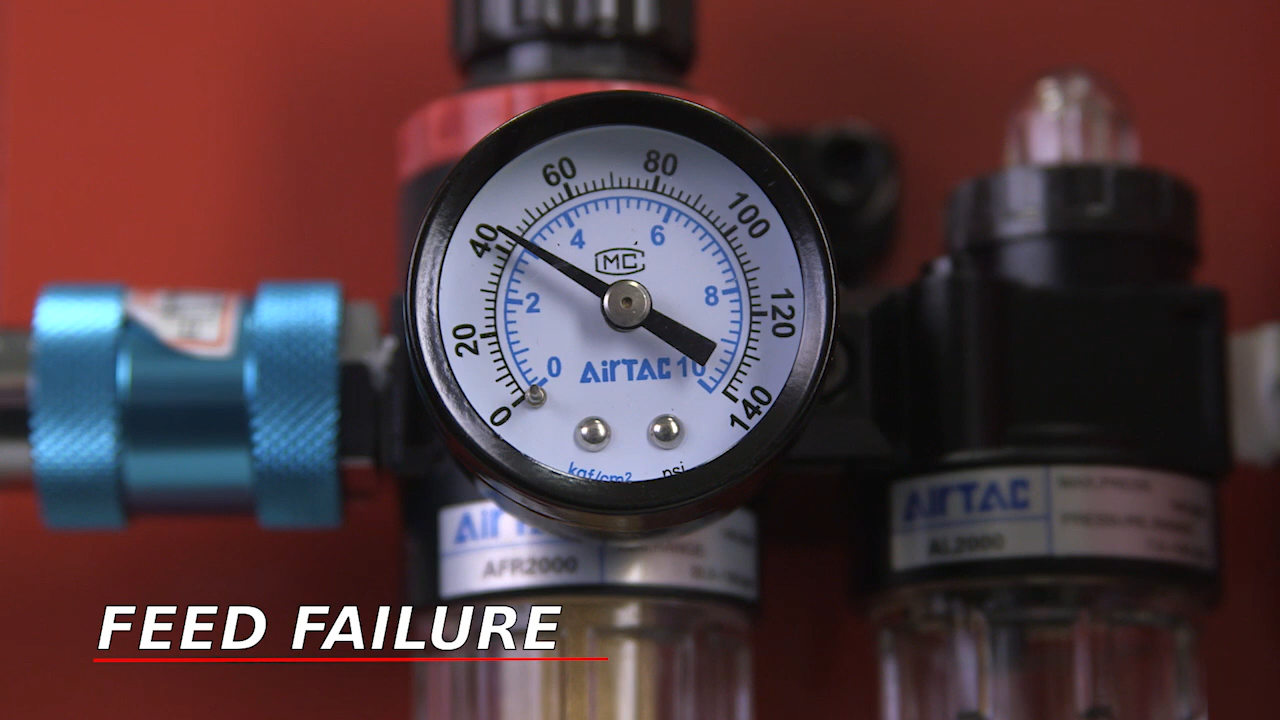 60 80
40 100
4 6
MC
2 8
20 120
0 AirTAC 10
0 140
kgf/cm² psi
AirTAC
AFR2000
AirTAC
AL2000
FEED FAILURE